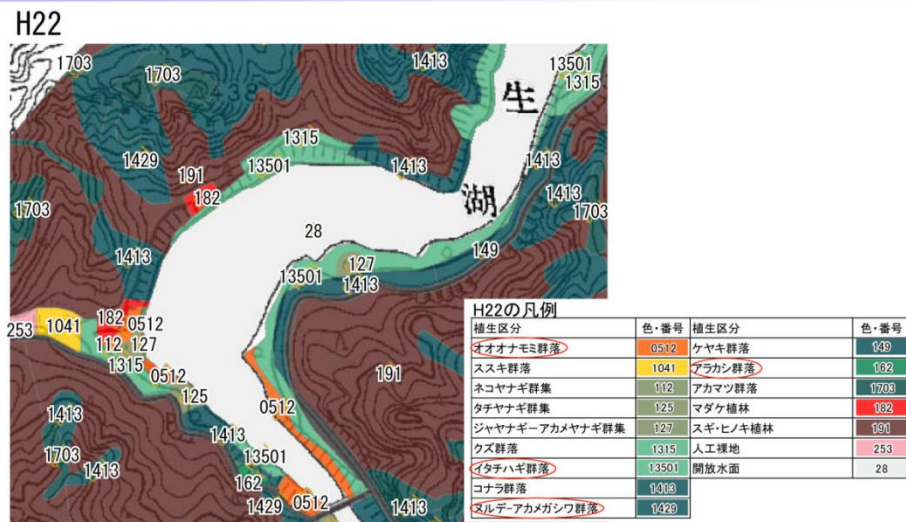 H22
1703
1703
1413
13501
1315
生
1315
1429
13501
1413
1413
191
182
湖
1413
1703
1703
28
149
1413
127
13501
1413
253
1041
182
0512
112
127
1315
0512
125
191
0512
1413
1413
13501
1703
1413
162
1429
0512
1413
H22の凡例
植生区分 色・番号 植生区分 色・番号
オオオナモミ群落 0512 ケヤキ群落 149
ススキ群落 1041 アラカシ群落 162
ネコヤナギ群集 112 アカマツ群落 1703
タチヤナギ群集 125 マダケ植林 182
ジャヤナギーアカメヤナギ群集 127 スギ・ヒノキ植林 191
クズ群落 1315 人工裸地 253
イタチハギ群落 13501 開放水面 28
コナラ群落 1413
ヌルデーアカメガシワ群落 1429